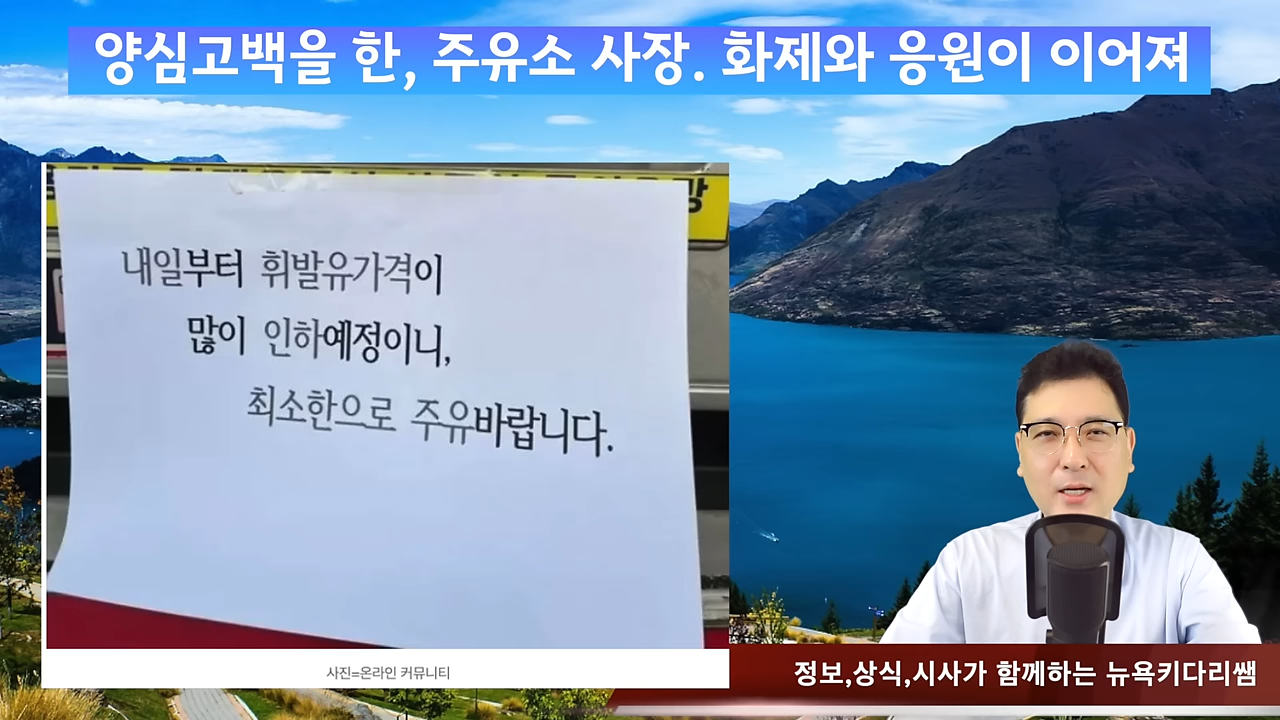 양심고백을 한, 주유소 사장. 화제와 응원이 이어져
내일부터 휘발유가격이
많이 인하예정이니,
최소한으로 주유바랍니다.
사진=온라인 커뮤니티
정보,상식,시사가 함께하는 뉴욕키다리쌤